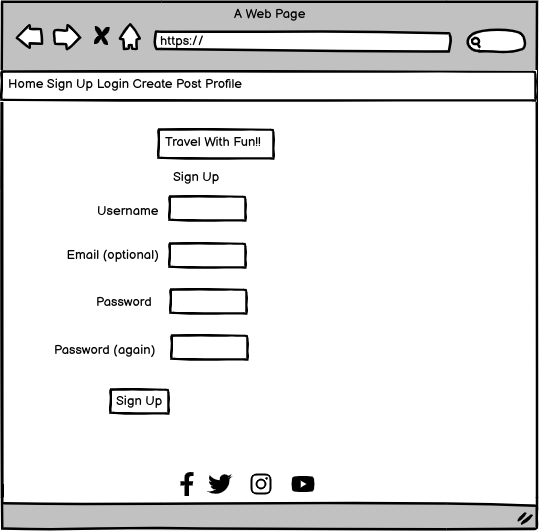 A Web Page
https://
Home Sign Up Login Create Post Profile
Travel With Fun!!
Sign Up
Username
Email (optional)
Password
Password (again)
Sign Up